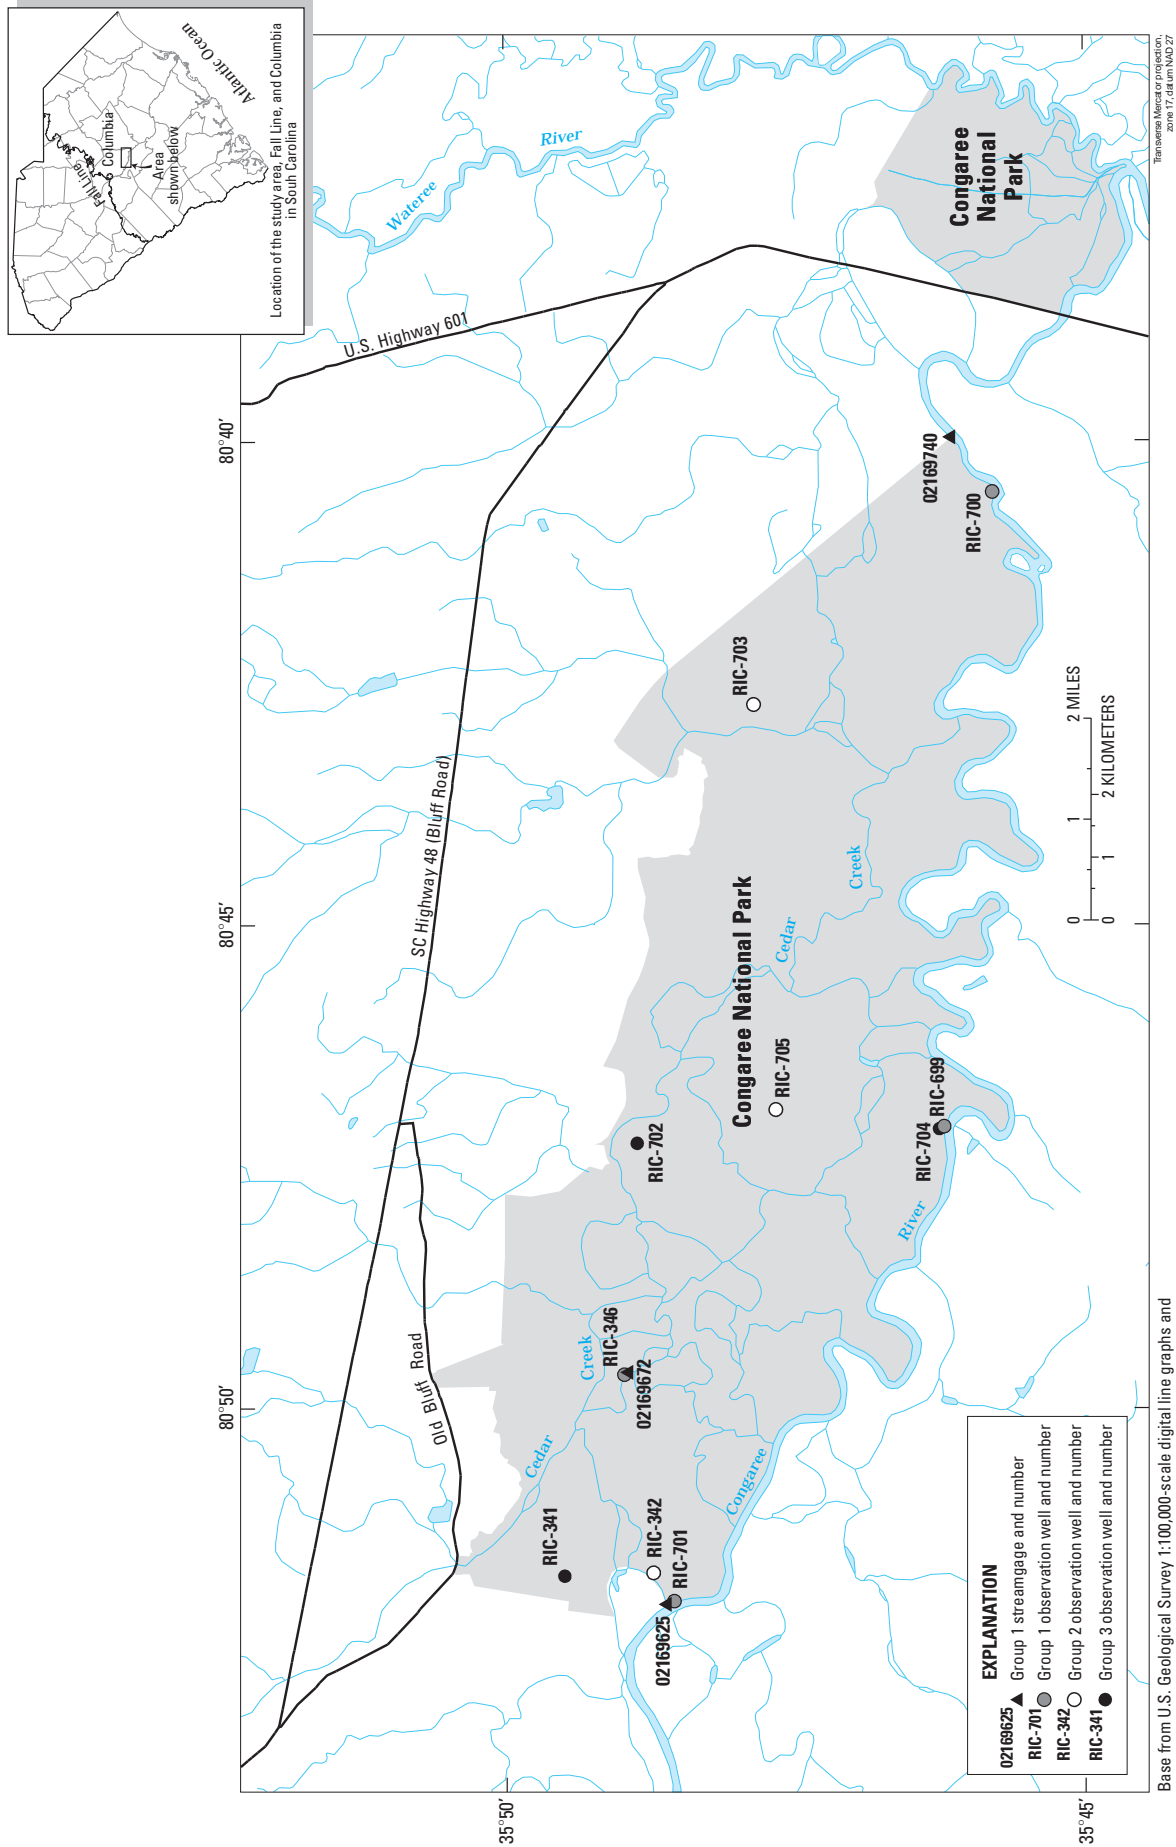 Atlantic Ocean
Fall Line
Columbia
Area
shown below
Location of the study area, Fall Line, and Columbia
in South Carolina
80°50′
80°45′
80°40′
35°50′
35°45′
SC Highway 48 (Bluff Road)
U.S. Highway 601
Old Bluff Road
Wateree
River
Cedar
Creek
RIC-341
RIC-346
02169672
RIC-342
RIC-701
02169625
Congaree
River
RIC-702
RIC-705
Congaree National Park
Cedar
Creek
RIC-703
RIC-704
RIC-699
02169740
RIC-700
Congaree
National
Park
EXPLANATION
02169625 Group 1 streamgage and number
RIC-701 Group 1 observation well and number
RIC-342 Group 2 observation well and number
RIC-341 Group 3 observation well and number
0 1 2 MILES
0 1 2 KILOMETERS
Base from U.S. Geological Survey 1:100,000-scale digital line graphs and
Transverse Mercator projection,
zone 17, datum NAD 27